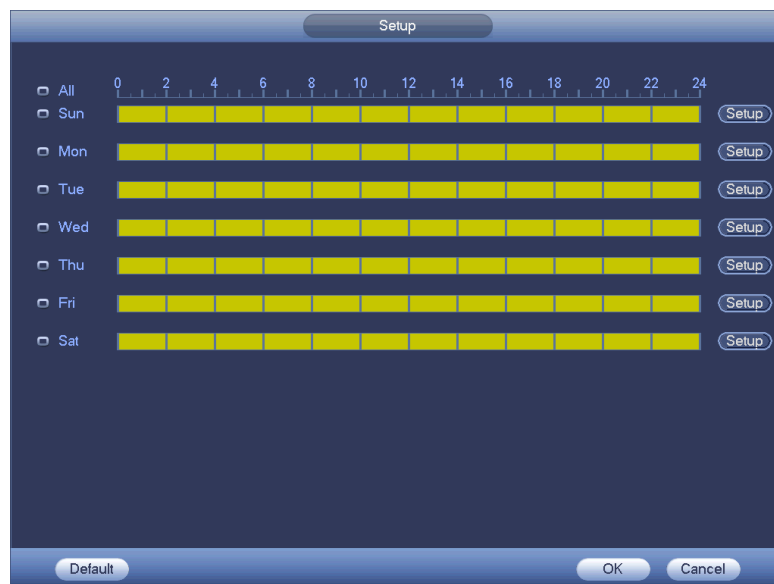 Setup
All 0 2 4 6 8 10 12 14 16 18 20 22 24
Sun Setup
Mon Setup
Tue Setup
Wed Setup
Thu Setup
Fri Setup
Sat Setup
Default OK Cancel